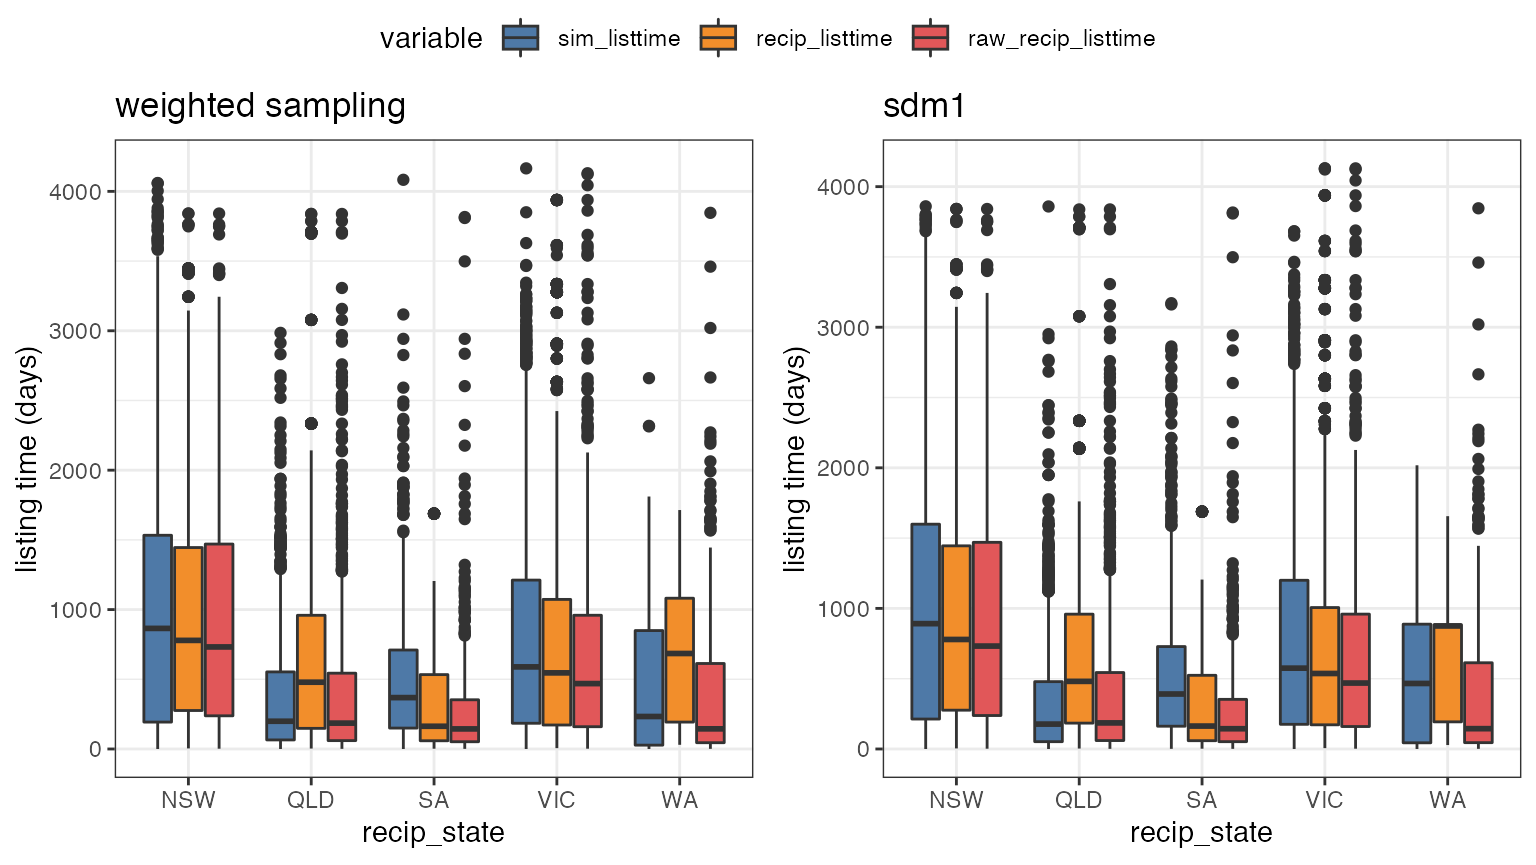 variable sim_listtime recip_listtime raw_recip_listtime
weighted sampling
listing time (days)
4000
3000
2000
1000
0
NSW QLD SA VIC WA
recip_state
sdm1
listing time (days)
4000
3000
2000
1000
0
NSW QLD SA VIC WA
recip_state